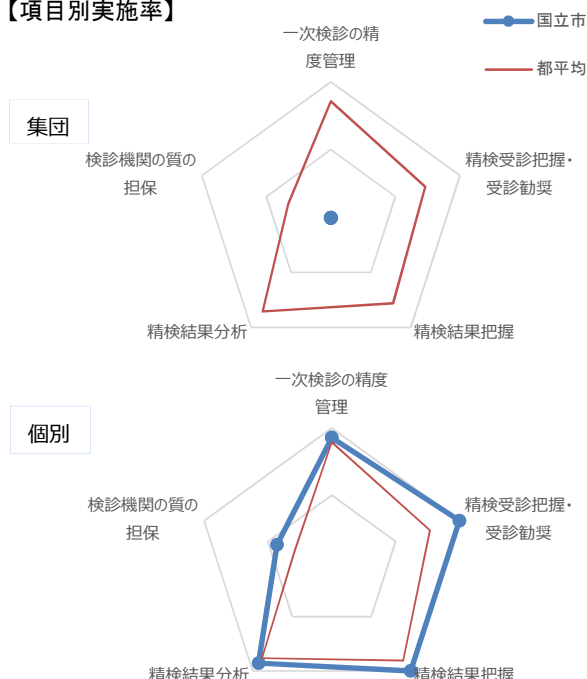 【項目別実施率】
国立市
都平均
集団
一次検診の精
度管理
精検受診把握・
受診勧奨
精検結果把握
精検結果分析
検診機関の質の
担保
個別
一次検診の精度
管理
精検受診把握・
受診勧奨
精検結果把握
精検結果分析
検診機関の質の
担保